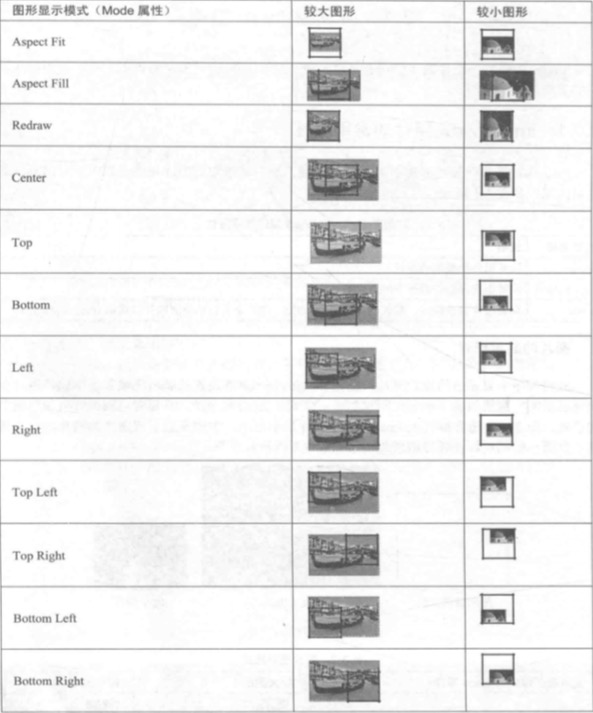 图形显示模式（Mode 属性） 较大图形 较小图形
Aspect Fit
Aspect Fill
Redraw
Center
Top
Bottom
Left
Right
Top Left
Top Right
Bottom Left
Bottom Right